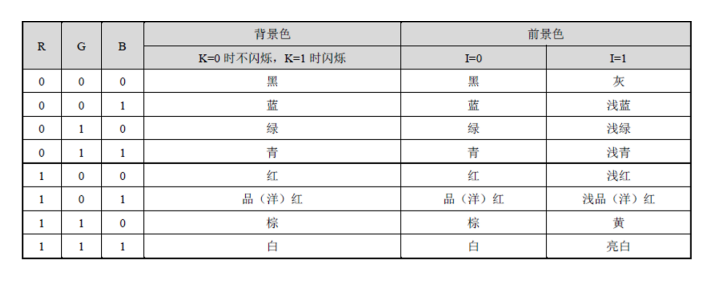 R G B 背景色 前景色
K=0 时不闪烁，K=1 时闪烁 I=0 I=1
0 0 0 黑 黑 灰
0 0 1 蓝 蓝 浅蓝
0 1 0 绿 绿 浅绿
0 1 1 青 青 浅青
1 0 0 红 红 浅红
1 0 1 品（洋）红 品（洋）红 浅品（洋）红
1 1 0 棕 棕 黄
1 1 1 白 白 亮白